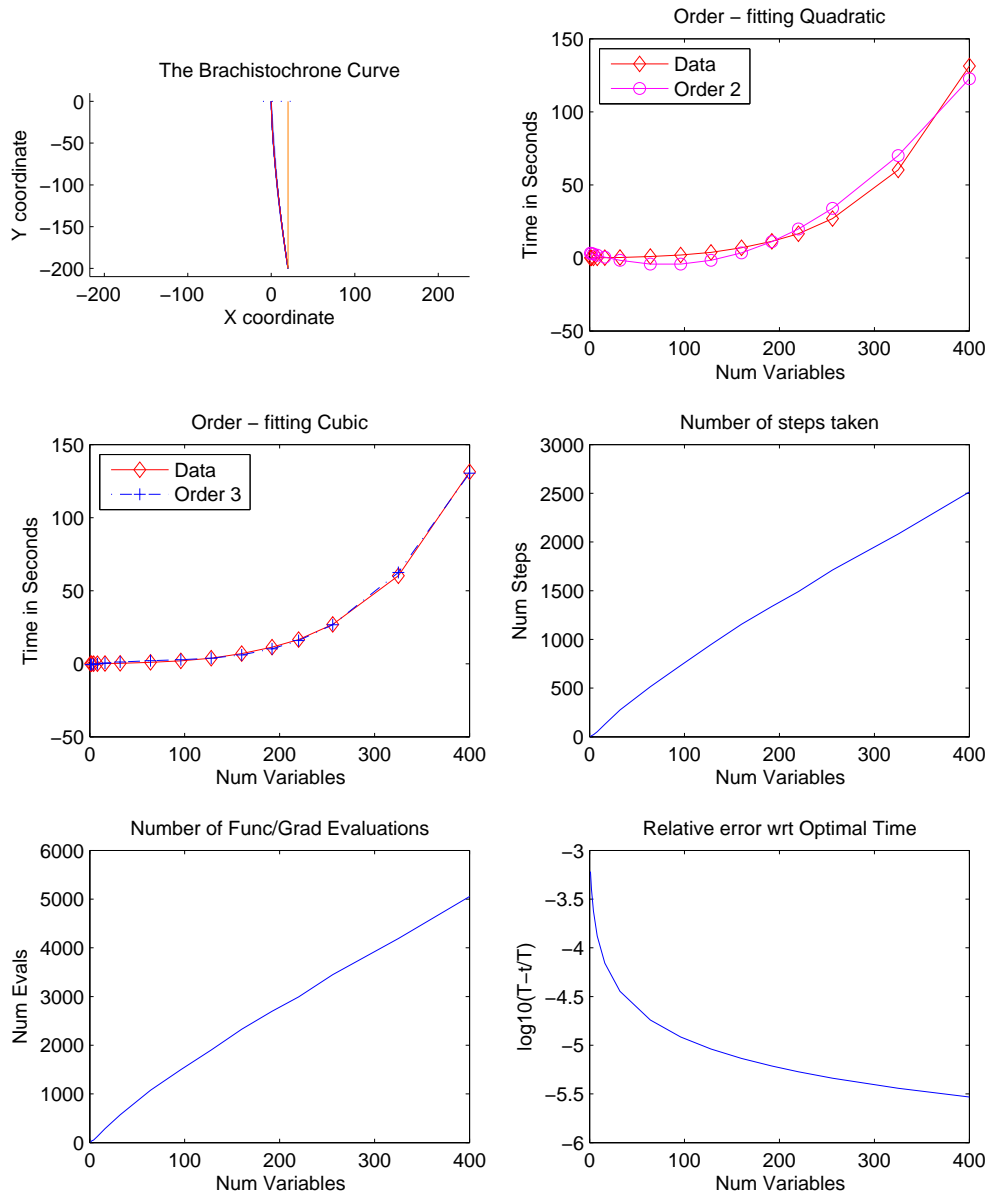 The Brachistochrone Curve
0
−50
−100
−150
−200
Y coordinate
−200 −100 0 100 200
X coordinate
Order − fitting Quadratic
150
100
50
0
−50
Time in Seconds
Data
Order 2
0 100 200 300 400
Num Variables
Order − fitting Cubic
150
100
50
0
−50
Time in Seconds
Data
Order 3
0 100 200 300 400
Num Variables
Number of steps taken
3000
2500
2000
1500
1000
500
0
Num Steps
0 100 200 300 400
Num Variables
Number of Func/Grad Evaluations
6000
5000
4000
3000
2000
1000
0
Num Evals
0 100 200 300 400
Num Variables
Relative error wrt Optimal Time
−3
−3.5
−4
−4.5
−5
−5.5
−6
log10(T−t/T)
0 100 200 300 400
Num Variables